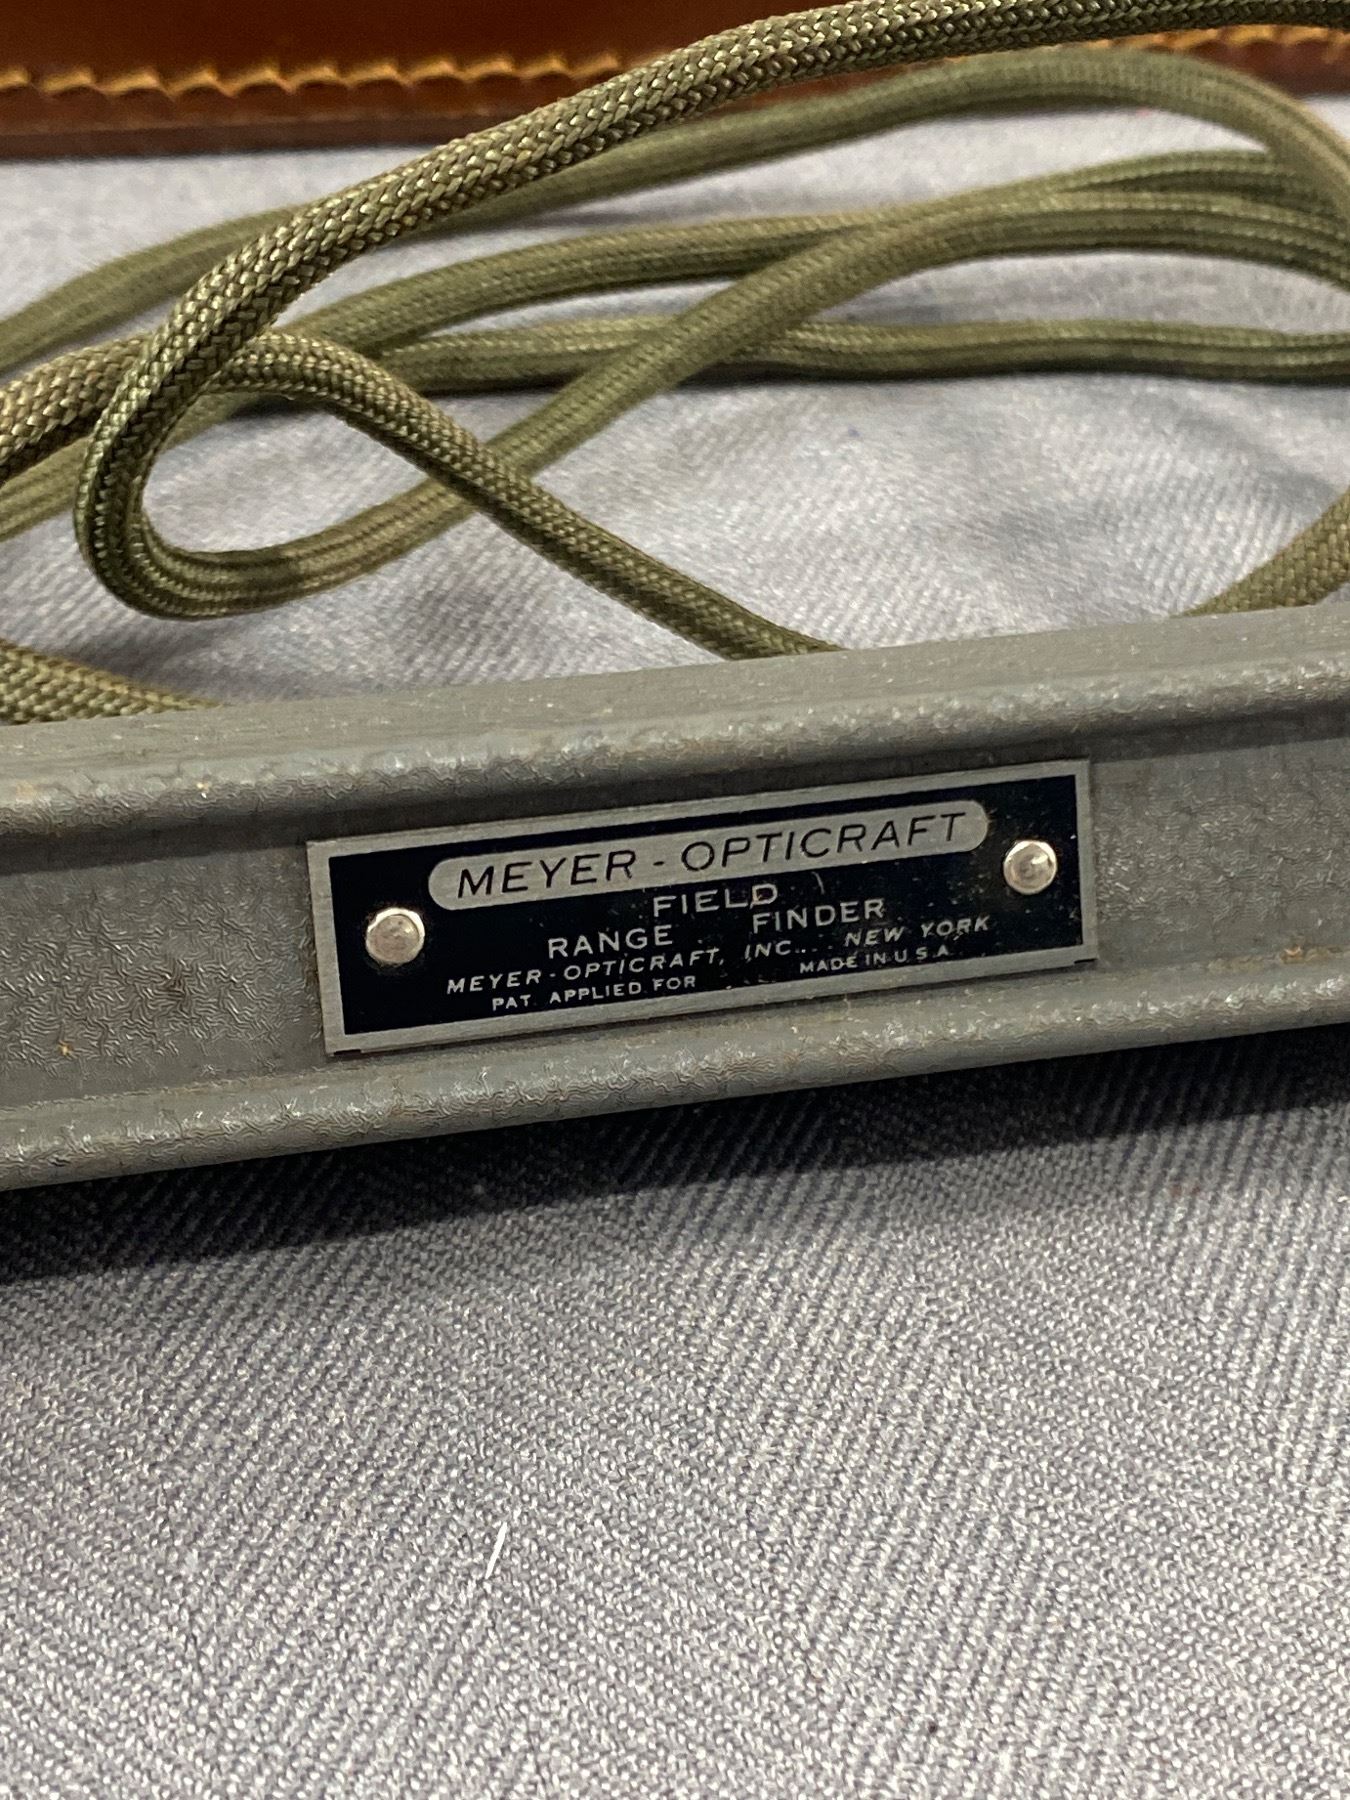 MEYER - OPTICRAFT
FIELD
RANGE FINDER
MEYER-OPTICRAFT, INC... NEW YORK
PAT. APPLIED FOR MADE IN U.S.A.